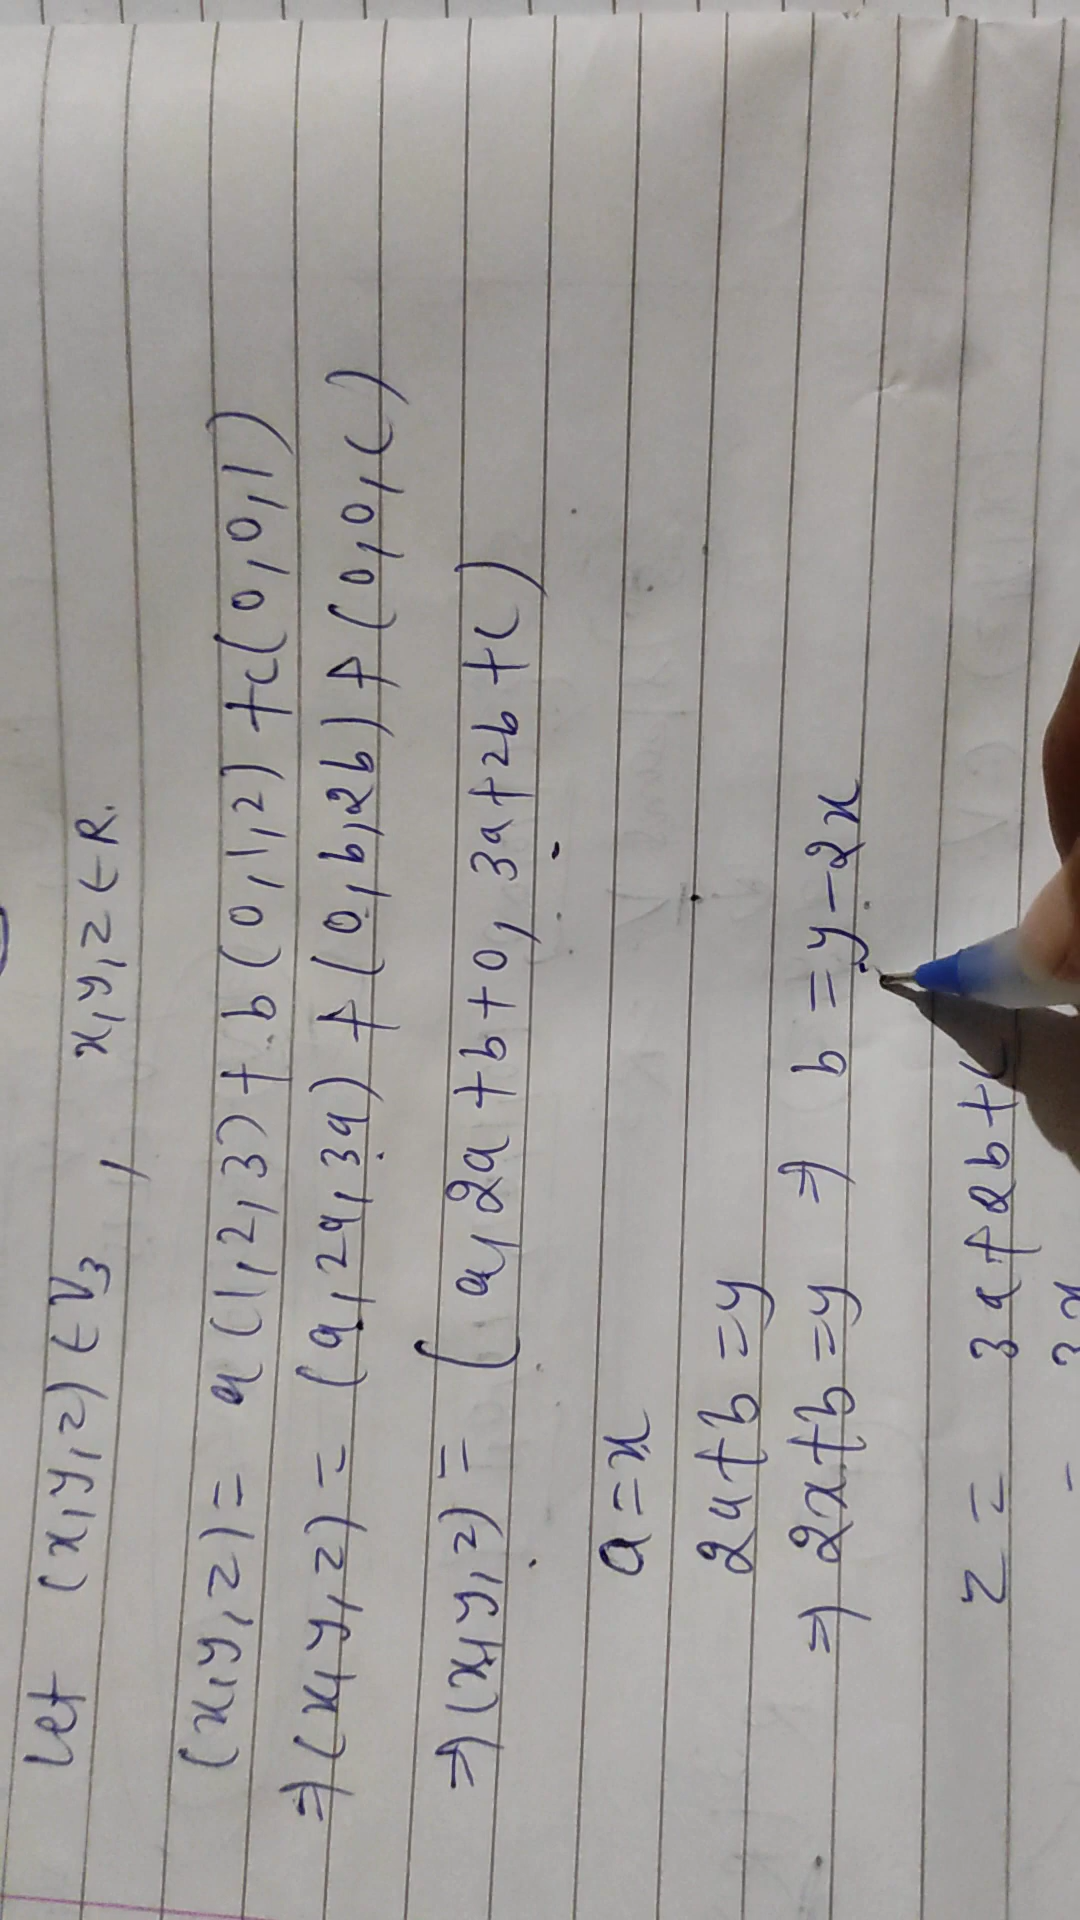 Let (x,y,z) ∈ V₃, x,y,z ∈ R.
(x,y,z) = a(1,2,3) + b(0,1,2) + c(0,0,1)
⇒ (x,y,z) = (a,2a,3a) + (0,b,2b) + (0,0,c)
⇒ (x,y,z) = (a,2a+b+0,3a+2b+c)
a = x
2a+b = y
⇒ 2x+b = y ⇒ b = y-2x
z = 3a+2b+c